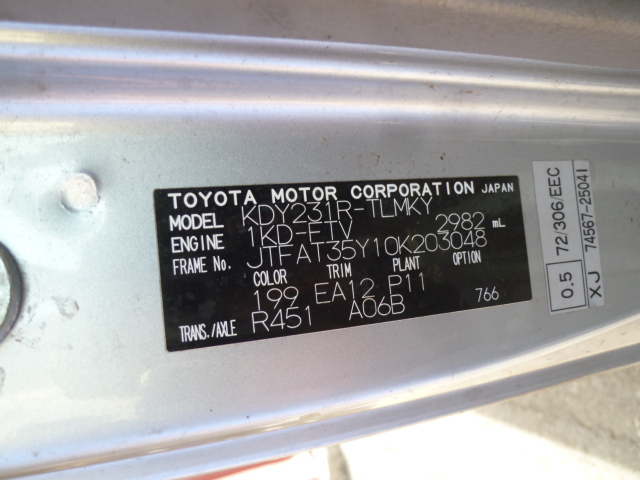 TOYOTA MOTOR CORPORATION JAPAN
MODEL KDY231R-TLMKY
ENGINE 1KD-FTV 2982 mL
FRAME No. JTFAT35Y10K203048
COLOR TRIM PLANT OPTION
199 EA12 P11
TRANS./AXLE R451 A06B 766
0.5 72/306/EEC
XJ 74567-25041